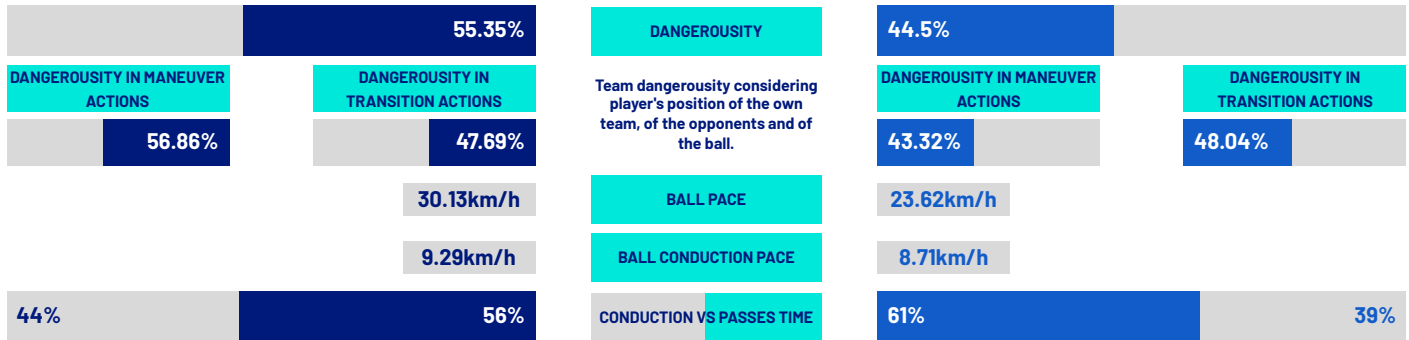 55.35%
DANGEROUSITY
44.5%
DANGEROUSITY IN MANEUVER
ACTIONS
DANGEROUSITY IN
TRANSITION ACTIONS
Team dangerousity considering
player's position of the own
team, of the opponents and of
the ball.
DANGEROUSITY IN MANEUVER
ACTIONS
DANGEROUSITY IN
TRANSITION ACTIONS
56.86%
47.69%
43.32%
48.04%
30.13km/h
BALL PACE
23.62km/h
9.29km/h
BALL CONDUCTION PACE
8.71km/h
44%
56%
CONDUCTION VS PASSES TIME
61%
39%